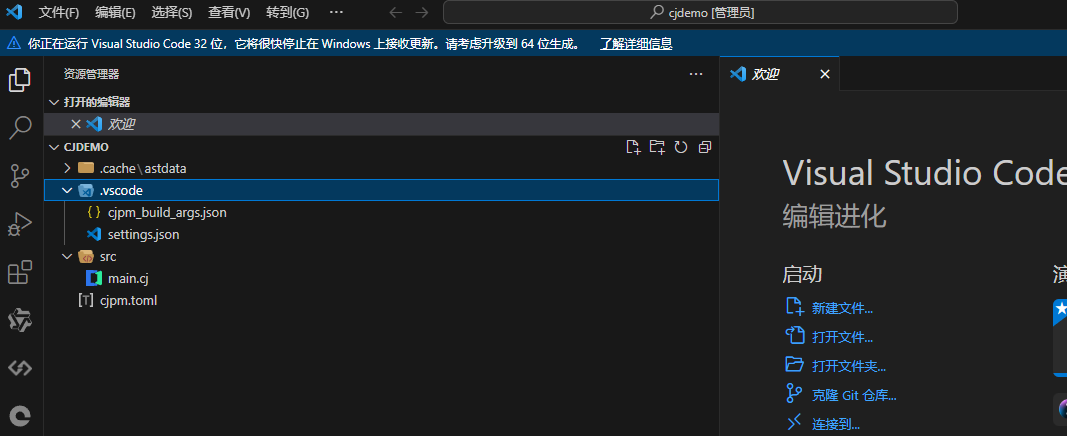 文件(F) 编辑(E) 选择(S) 查看(V) 转到(G) ··· cjdemo [管理员]
你正在运行 Visual Studio Code 32 位，它将很快停止在 Windows 上接收更新。请考虑升级到 64 位生成。 了解详细信息
资源管理器 ···
打开的编辑器
欢迎
CJDEMO
.cache\astdata
.vscode
{ } cjpm_build_args.json
settings.json
src
main.cj
[T] cjpm.toml
欢迎
Visual Studio Code
编辑进化
启动
新建文件...
打开文件...
打开文件夹...
克隆 Git 仓库...
连接到...
演